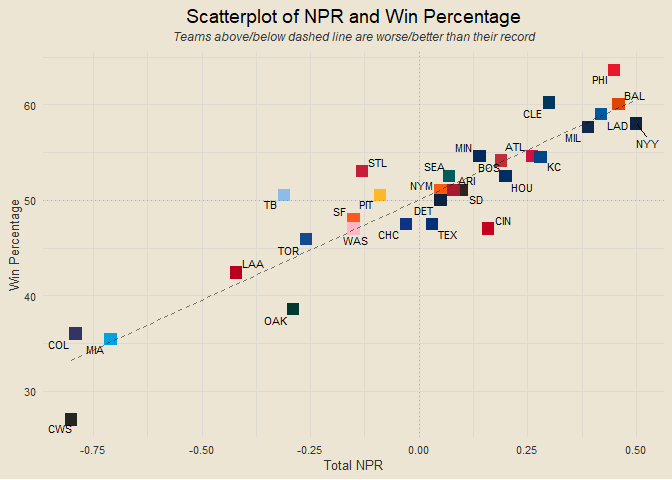 Scatterplot of NPR and Win Percentage
Teams above/below dashed line are worse/better than their record
PHI
BAL
60
CLE
LAD
MIL
NYY
MIN
ATL
STL
BOS
KC
SEA
ARI
NYM
HOU
TB
PIT
SD
50
SF
DET
CIN
WAS
CHC
TEX
TOR
LAA
40
OAK
COL
MIA
30
CWS
-0.75
-0.50
-0.25
0.00
0.25
0.50
Total NPR
Win Percentage